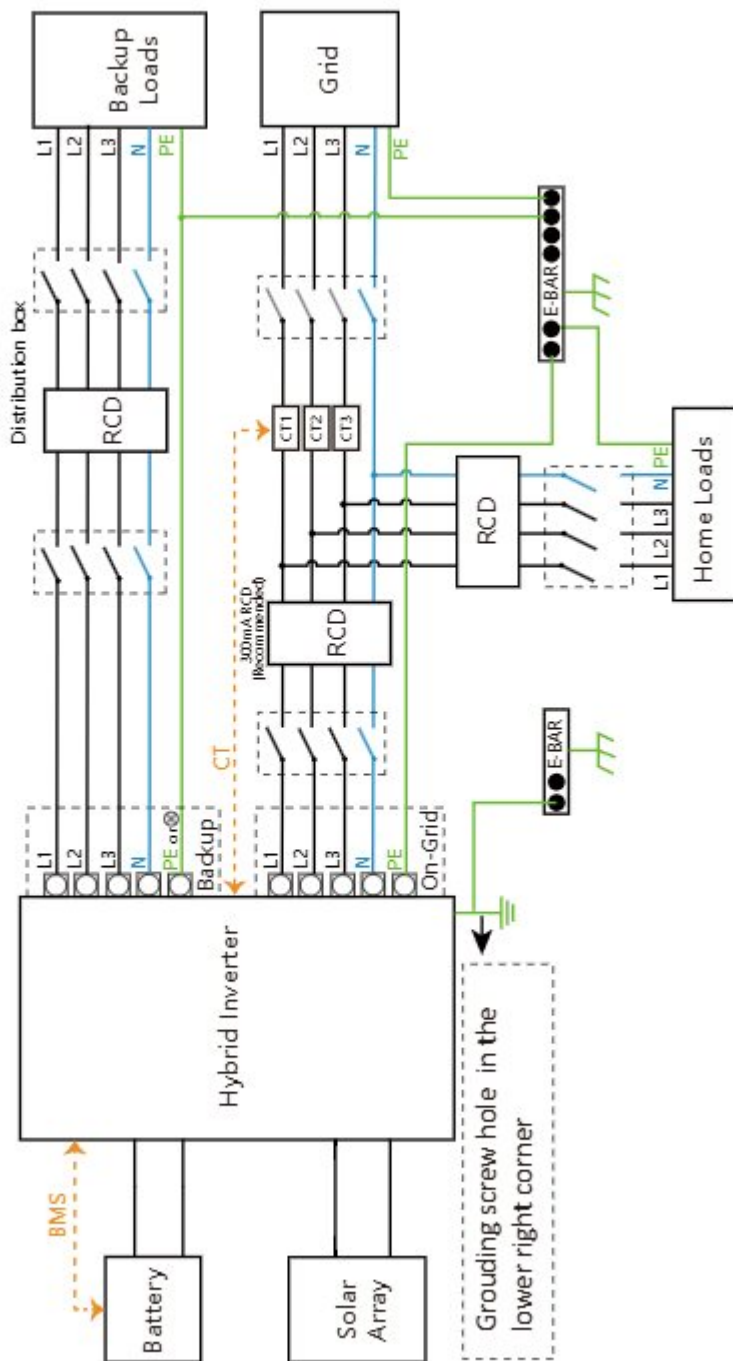 Backup
Loads
L1
L2
L3
N
PE
Grid
L1
L2
L3
N
PE
Distribution box
RCD
CT1
CT2
CT3
E-BAR
RCD
L1
L2
L3
N
PE
Home Loads
300mA RCD
(Recommended)
RCD
CT
L1
L2
L3
N
PE
or
Backup
L1
L2
L3
N
PE
On-Grid
E-BAR
Hybrid Inverter
BMS
Battery
Solar
Array
Grouding screw hole in the
lower right corner